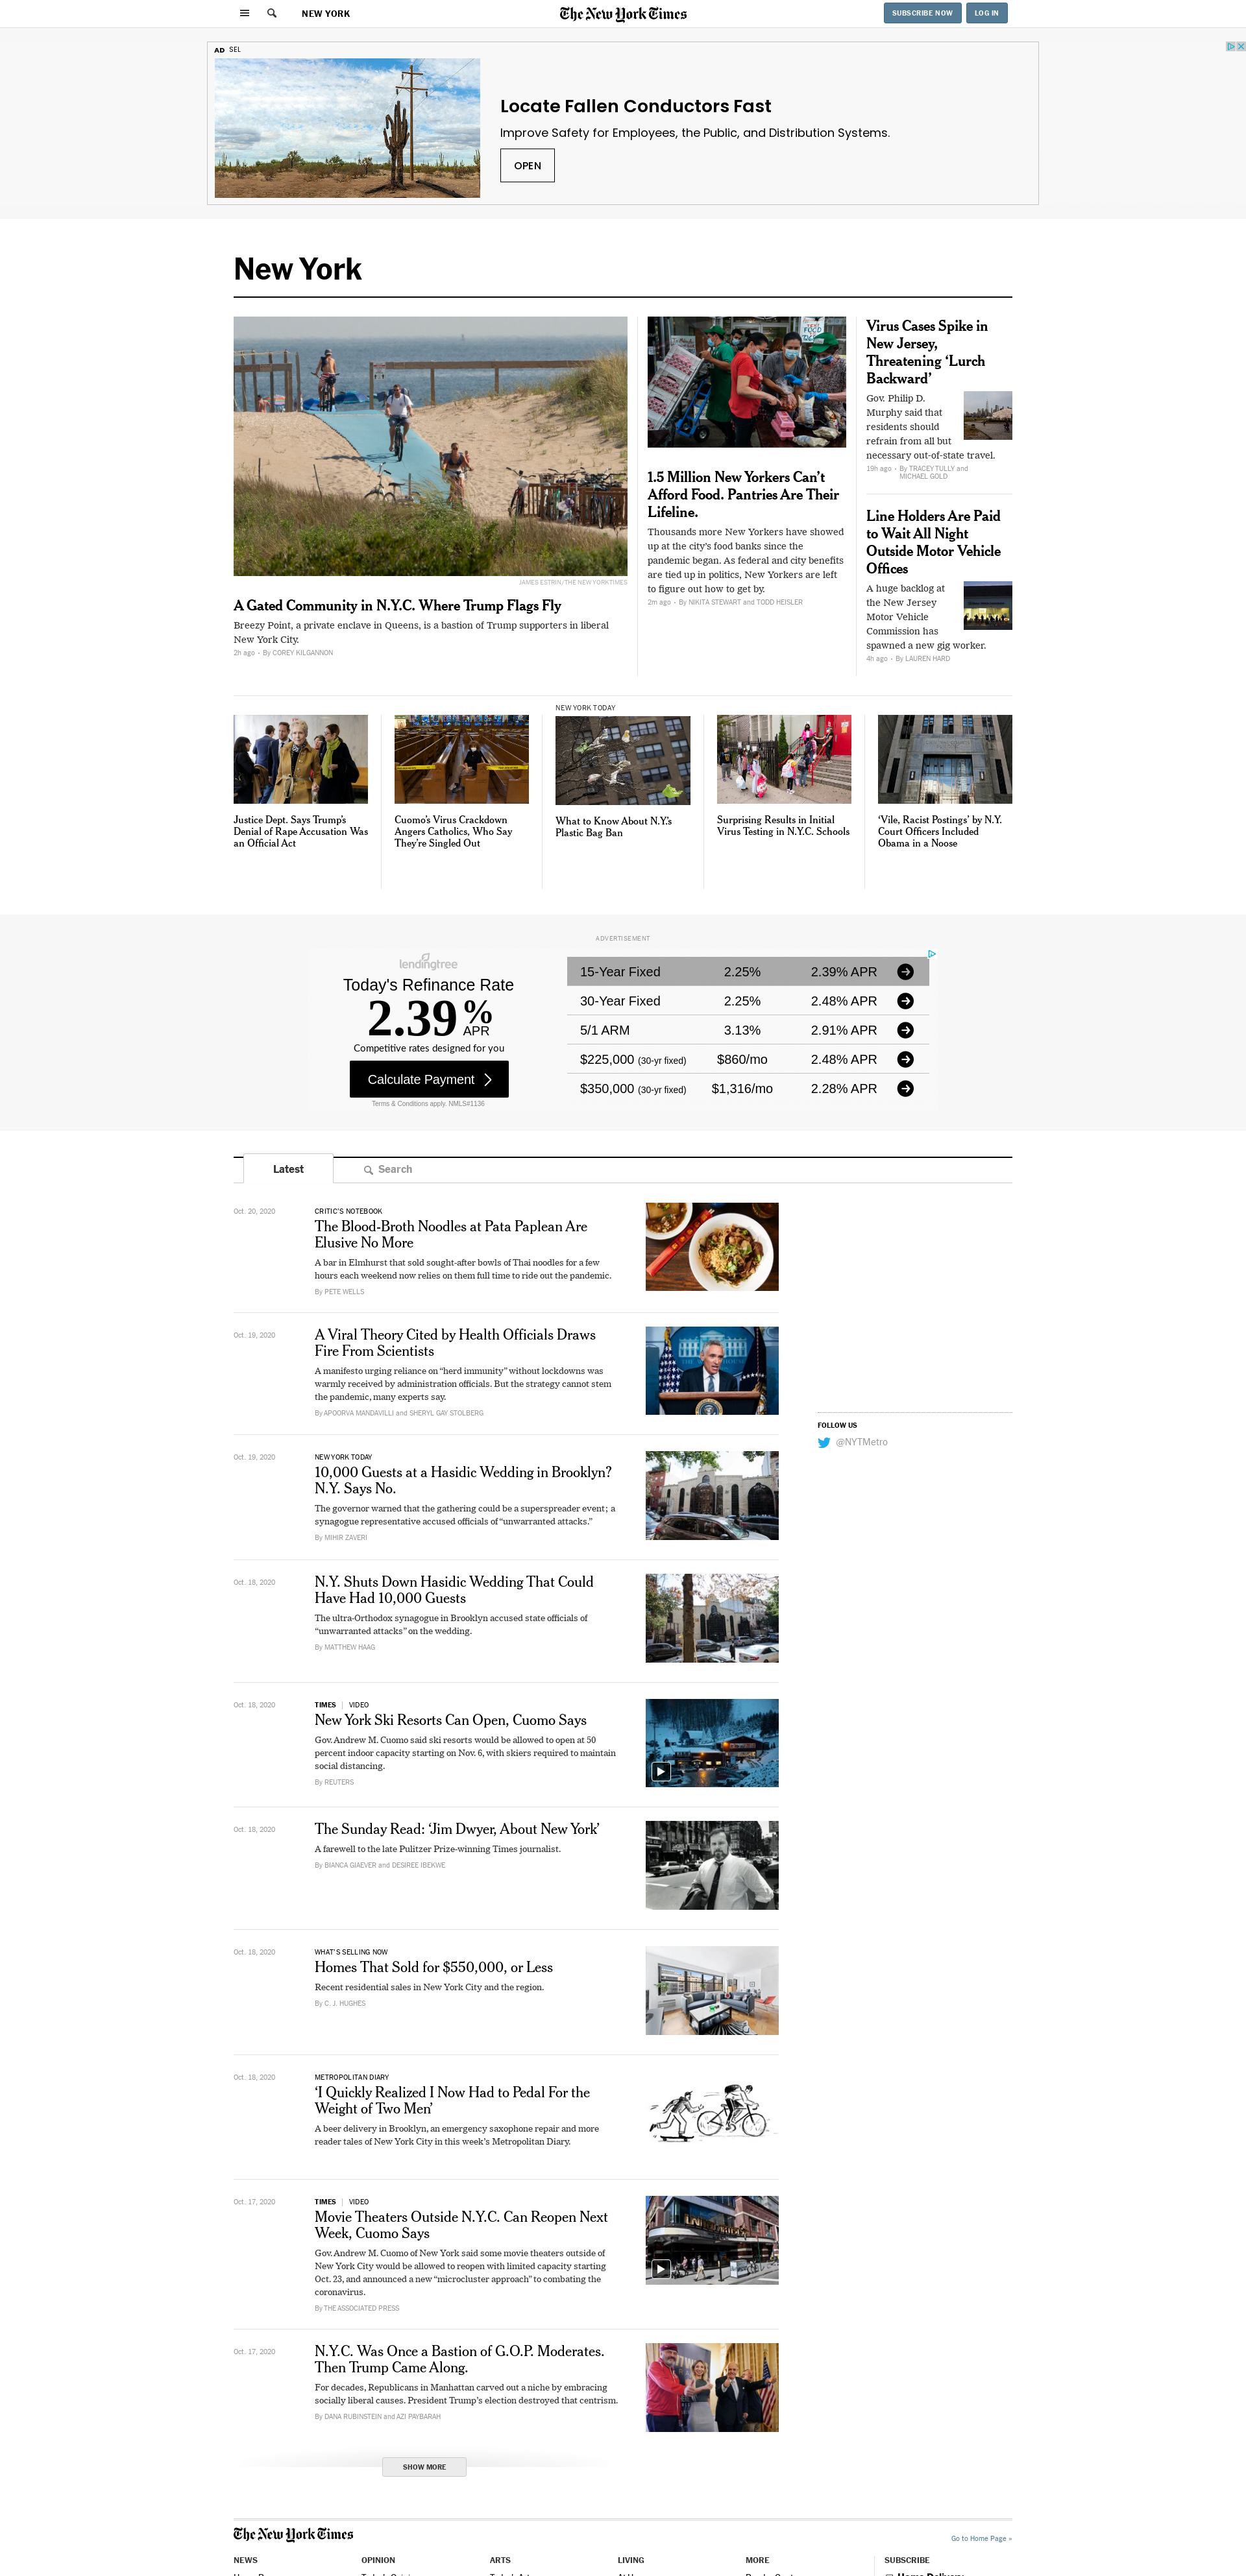 NEW YORK
The New York Times
SUBSCRIBE NOW
LOG IN
AD SEL
Locate Fallen Conductors Fast
Improve Safety for Employees, the Public, and Distribution Systems.
OPEN
New York
JAMES ESTRIN/THE NEW YORK TIMES
A Gated Community in N.Y.C. Where Trump Flags Fly
Breezy Point, a private enclave in Queens, is a bastion of Trump supporters in liberal
New York City.
2h ago • By COREY KILGANNON
1.5 Million New Yorkers Can’t
Afford Food. Pantries Are Their
Lifeline.
Thousands more New Yorkers have showed
up at the city’s food banks since the
pandemic began. As federal and city benefits
are tied up in politics, New Yorkers are left
to figure out how to get by.
2m ago • By NIKITA STEWART and TODD HEISLER
Virus Cases Spike in
New Jersey,
Threatening ‘Lurch
Backward’
Gov. Philip D.
Murphy said that
residents should
refrain from all but
necessary out-of-state travel.
19h ago • By TRACEY TULLY and
MICHAEL GOLD
Line Holders Are Paid
to Wait All Night
Outside Motor Vehicle
Offices
A huge backlog at
the New Jersey
Motor Vehicle
Commission has
spawned a new gig worker.
4h ago • By LAUREN HARD
Justice Dept. Says Trump’s
Denial of Rape Accusation Was
an Official Act
Cuomo’s Virus Crackdown
Angers Catholics, Who Say
They’re Singled Out
NEW YORK TODAY
What to Know About N.Y.’s
Plastic Bag Ban
Surprising Results in Initial
Virus Testing in N.Y.C. Schools
‘Vile, Racist Postings’ by N.Y.
Court Officers Included
Obama in a Noose
ADVERTISEMENT
lendingtree
Today's Refinance Rate
2.39% APR
Competitive rates designed for you
Calculate Payment
Terms & Conditions apply. NMLS#1136
15-Year Fixed 2.25% 2.39% APR
30-Year Fixed 2.25% 2.48% APR
5/1 ARM 3.13% 2.91% APR
$225,000 (30-yr fixed) $860/mo 2.48% APR
$350,000 (30-yr fixed) $1,316/mo 2.28% APR
Latest
Search
Oct. 20, 2020
CRITIC’S NOTEBOOK
The Blood-Broth Noodles at Pata Paplean Are
Elusive No More
A bar in Elmhurst that sold sought-after bowls of Thai noodles for a few
hours each weekend now relies on them full time to ride out the pandemic.
By PETE WELLS
Oct. 19, 2020
A Viral Theory Cited by Health Officials Draws
Fire From Scientists
A manifesto urging reliance on “herd immunity” without lockdowns was
warmly received by administration officials. But the strategy cannot stem
the pandemic, many experts say.
By APOORVA MANDAVILLI and SHERYL GAY STOLBERG
FOLLOW US
@NYTMetro
Oct. 19, 2020
NEW YORK TODAY
10,000 Guests at a Hasidic Wedding in Brooklyn?
N.Y. Says No.
The governor warned that the gathering could be a superspreader event; a
synagogue representative accused officials of “unwarranted attacks.”
By MIHIR ZAVERI
Oct. 18, 2020
N.Y. Shuts Down Hasidic Wedding That Could
Have Had 10,000 Guests
The ultra-Orthodox synagogue in Brooklyn accused state officials of
“unwarranted attacks” on the wedding.
By MATTHEW HAAG
Oct. 18, 2020
TIMES | VIDEO
New York Ski Resorts Can Open, Cuomo Says
Gov. Andrew M. Cuomo said ski resorts would be allowed to open at 50
percent indoor capacity starting on Nov. 6, with skiers required to maintain
social distancing.
By REUTERS
Oct. 18, 2020
The Sunday Read: ‘Jim Dwyer, About New York’
A farewell to the late Pulitzer Prize-winning Times journalist.
By BIANCA GIAEVER and DESIREE IBEKWE
Oct. 18, 2020
WHAT’S SELLING NOW
Homes That Sold for $550,000, or Less
Recent residential sales in New York City and the region.
By C. J. HUGHES
Oct. 18, 2020
METROPOLITAN DIARY
‘I Quickly Realized I Now Had to Pedal For the
Weight of Two Men’
A beer delivery in Brooklyn, an emergency saxophone repair and more
reader tales of New York City in this week’s Metropolitan Diary.
Oct. 17, 2020
TIMES | VIDEO
Movie Theaters Outside N.Y.C. Can Reopen Next
Week, Cuomo Says
Gov. Andrew M. Cuomo of New York said some movie theaters outside of
New York City would be allowed to reopen with limited capacity starting
Oct. 23, and announced a new “microcluster approach” to combating the
coronavirus.
By THE ASSOCIATED PRESS
Oct. 17, 2020
N.Y.C. Was Once a Bastion of G.O.P. Moderates.
Then Trump Came Along.
For decades, Republicans in Manhattan carved out a niche by embracing
socially liberal causes. President Trump’s election destroyed that centrism.
By DANA RUBINSTEIN and AZI PAYBARAH
SHOW MORE
The New York Times
Go to Home Page »
NEWS
OPINION
ARTS
LIVING
MORE
SUBSCRIBE